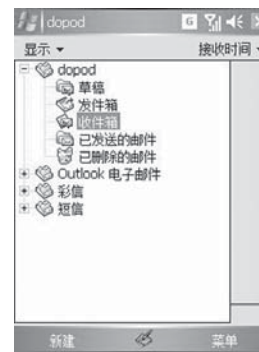 dopod G
显示 接收时间
dopod
草稿
发件箱
收件箱
已发送的邮件
已删除的邮件
Outlook 电子邮件
彩信
短信
新建 菜单